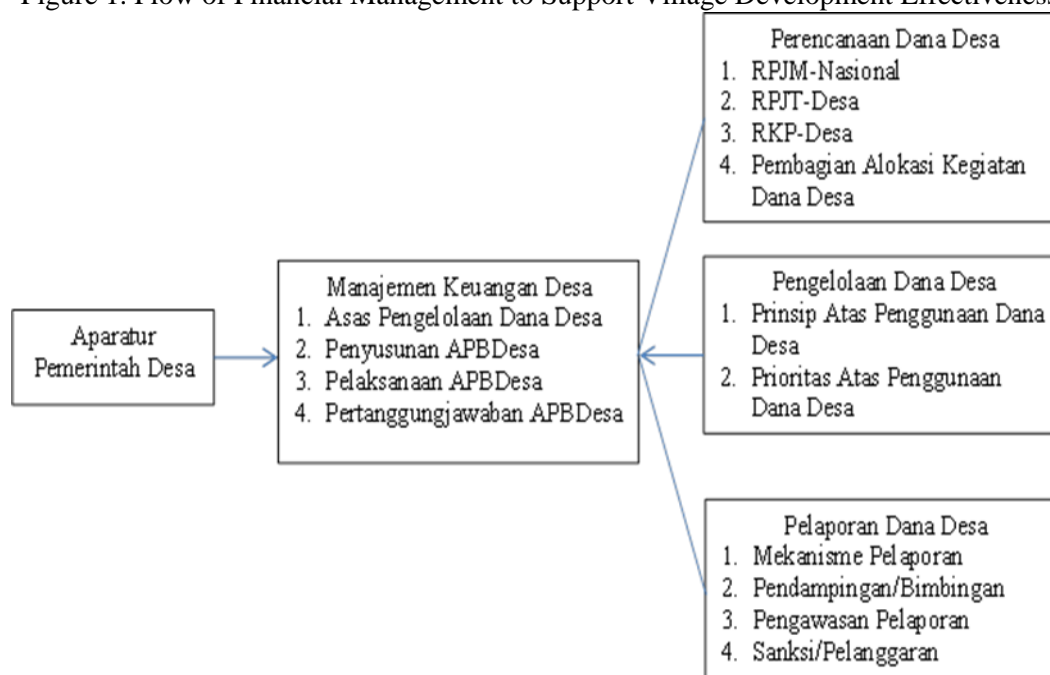 Figure 1. Flow of Financial Management to Support Village Development Effectiveness
Aparatur
Pemerintah Desa
Manajemen Keuangan Desa
1. Asas Pengelolaan Dana Desa
2. Penyusunan APBDesa
3. Pelaksanaan APBDesa
4. Pertanggungjawaban APBDesa
Perencanaan Dana Desa
1. RPJM-Nasional
2. RPJT-Desa
3. RKP-Desa
4. Pembagian Alokasi Kegiatan
Dana Desa
Pengelolaan Dana Desa
1. Prinsip Atas Penggunaan Dana
Desa
2. Prioritas Atas Penggunaan
Dana Desa
Pelaporan Dana Desa
1. Mekanisme Pelaporan
2. Pendampingan/Bimbingan
3. Pengawasan Pelaporan
4. Sanksi/Pelanggaran